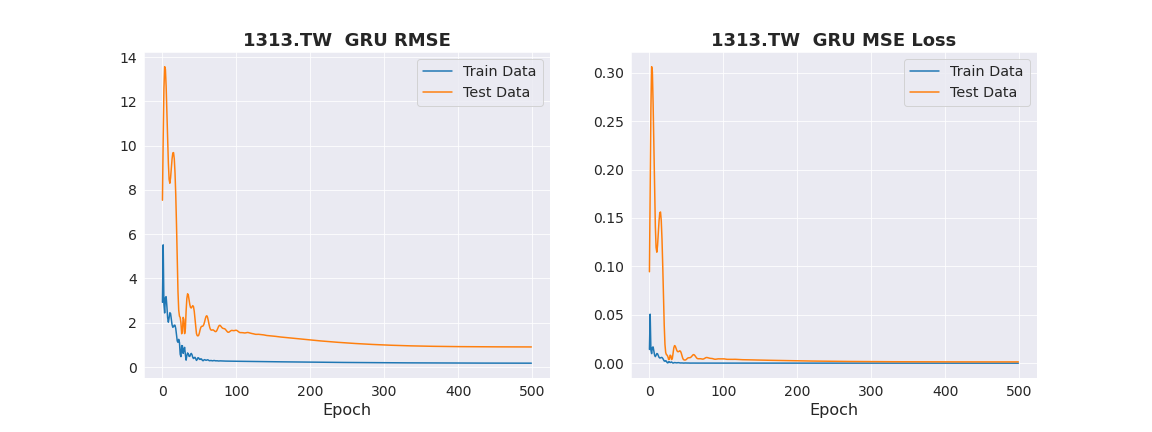 1313.TW  GRU RMSE
14
12
10
8
6
4
2
0
0 100 200 300 400 500
Epoch
Train Data
Test Data
1313.TW  GRU MSE Loss
0.30
0.25
0.20
0.15
0.10
0.05
0.00
0 100 200 300 400 500
Epoch
Train Data
Test Data